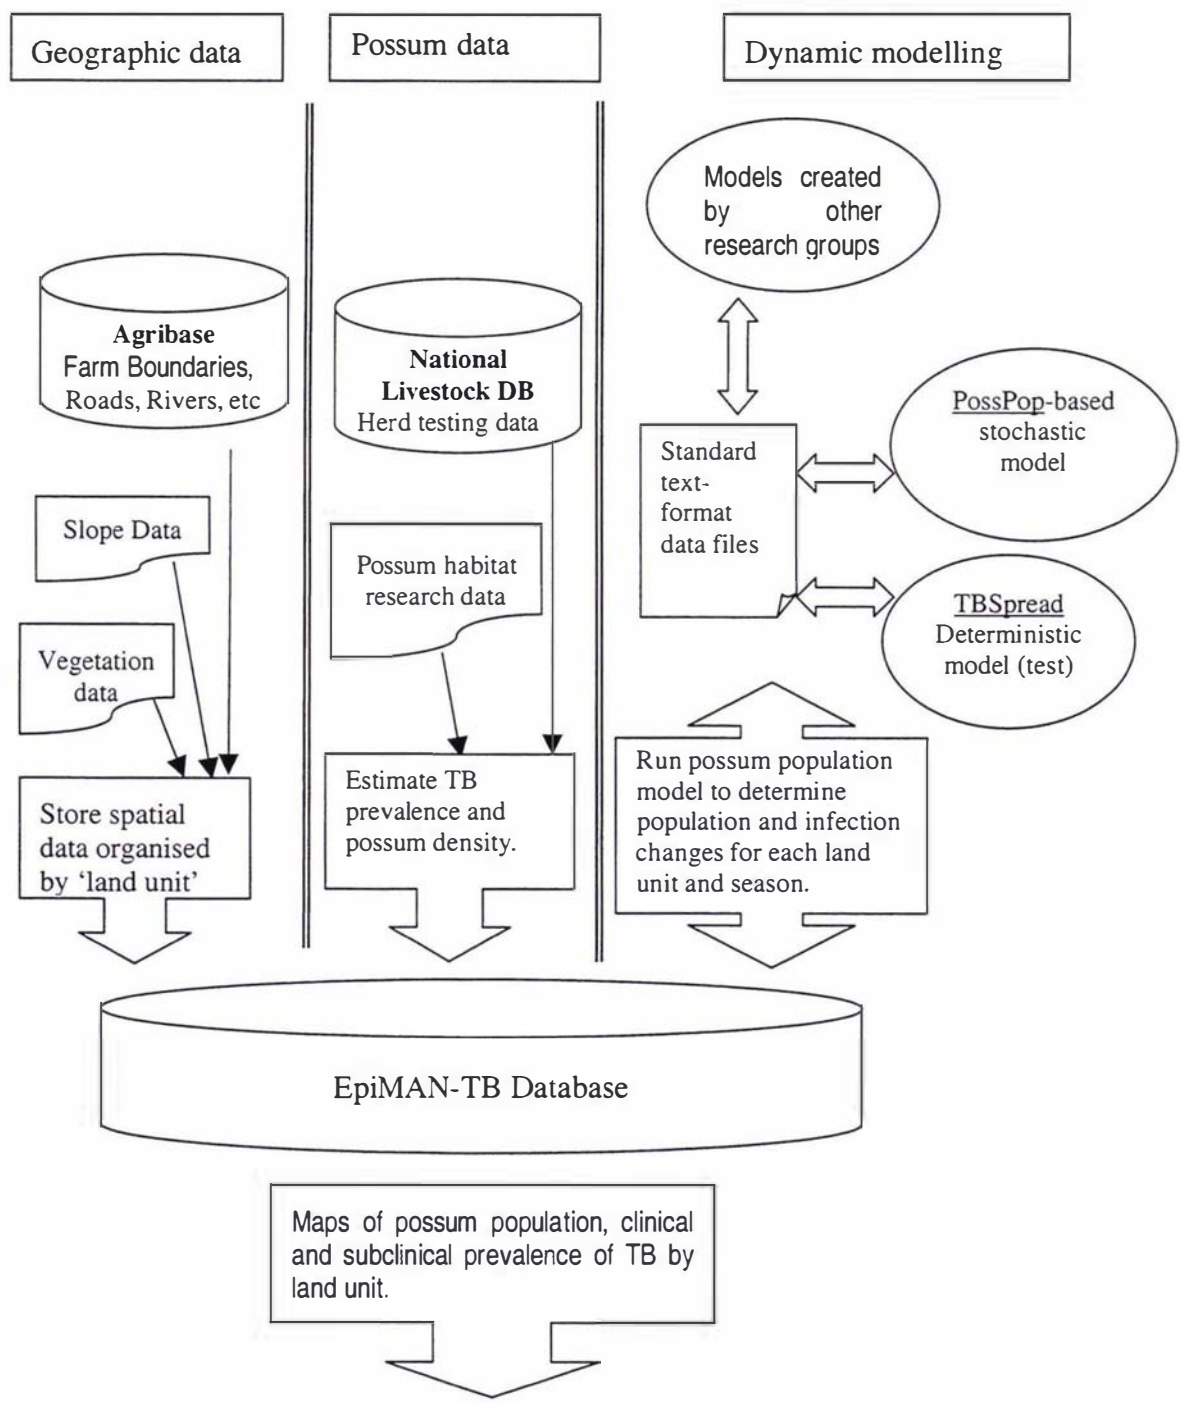 Geographic data
Possum data
Dynamic modelling
Models created
by other
research groups
Agribase
Farm Boundaries,
Roads, Rivers, etc
National
Livestock DB
Herd testing data
PossPop-based
stochastic
model
Standard
text-
format
data files
Slope Data
Possum habitat
research data
TBSpread
Deterministic
model (test)
Vegetation
data
Store spatial
data organised
by ‘land unit’
Estimate TB
prevalence and
possum density.
Run possum population
model to determine
population and infection
changes for each land
unit and season.
EpiMAN-TB Database
Maps of possum population, clinical
and subclinical prevalence of TB by
land unit.